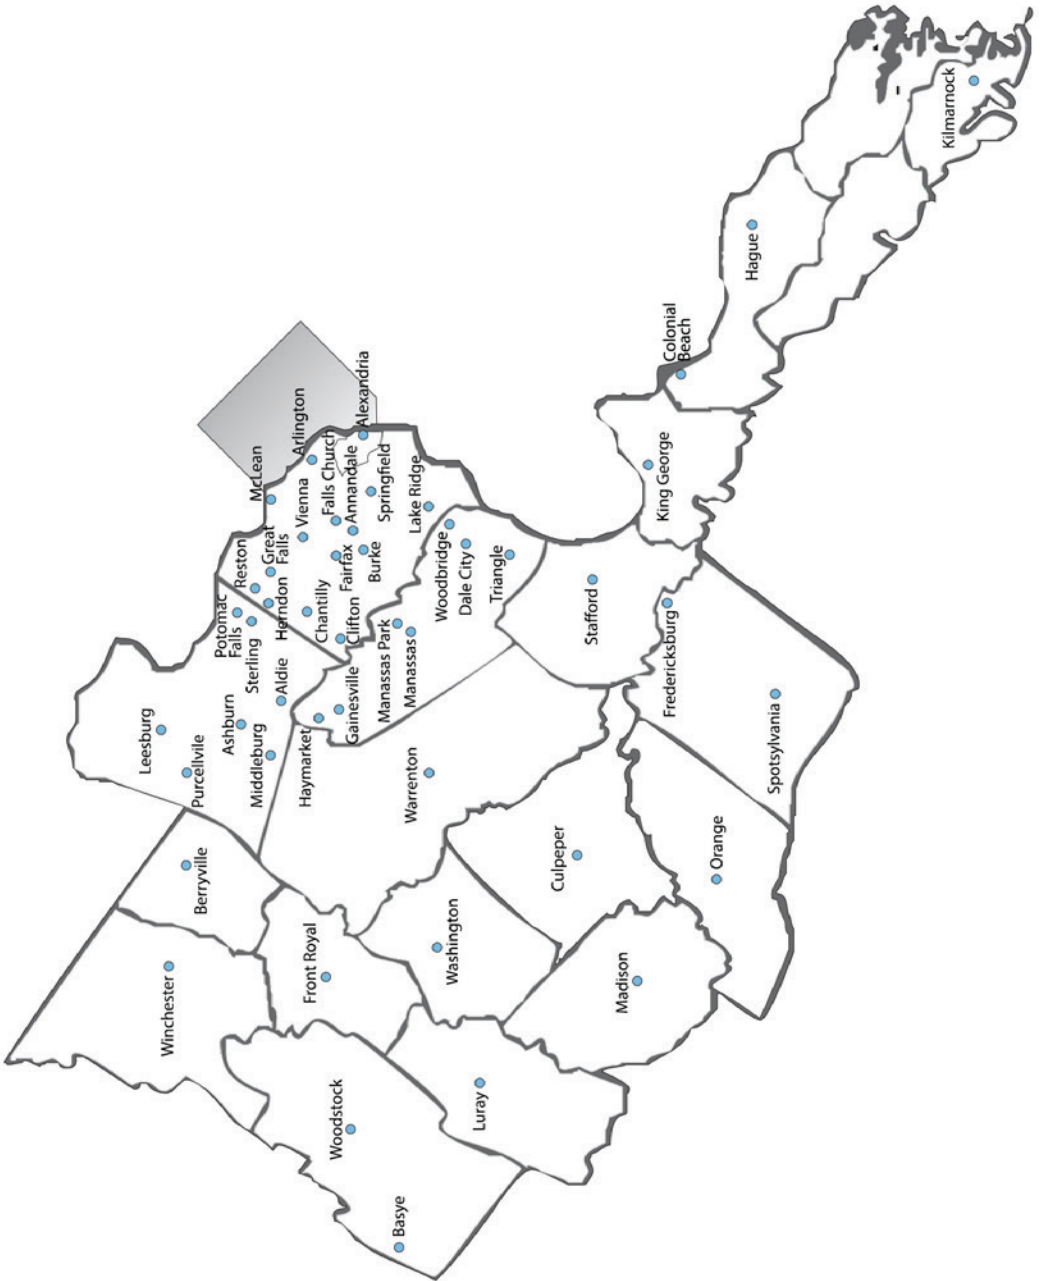 Winchester
Berryville
Purcellvile
Leesburg
Ashburn
Middleburg
Aldie
Sterling
Potomac
Falls
Herndon
Reston
Great
Falls
McLean
Vienna
Arlington
Falls Church
Alexandria
Annandale
Springfield
Burke
Fairfax
Chantilly
Clifton
Haymarket
Gainesville
Manassas Park
Manassas
Lake Ridge
Woodbridge
Dale City
Triangle
Woodstock
Basye
Front Royal
Luray
Washington
Warrenton
Culpeper
Madison
Orange
Stafford
Fredericksburg
Spotsylvania
King George
Colonial
Beach
Hague
Kilmarnock